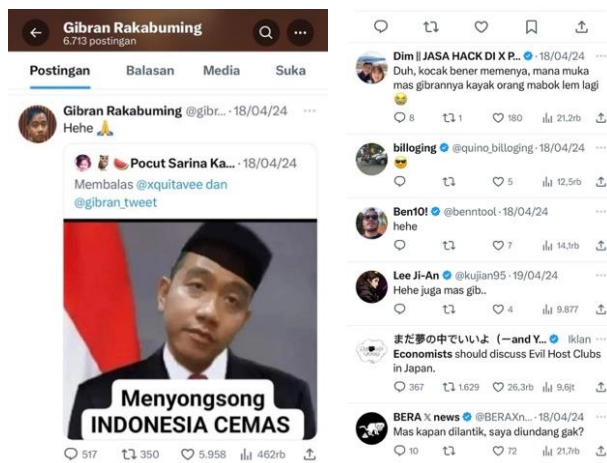 Gibran Rakabuming
6.713 postingan
Postingan Balasan Media Suka
Gibran Rakabuming @gibr... · 18/04/24
Hehe 🙏
Pocut Sarina Ka... · 18/04/24
Membalas @xquitavee dan
@gibran_tweet
Menyongsong
INDONESIA CEMAS
517 350 5.958 462rb
Dim || JASA HACK DI X P... · 18/04/24
Duh, kocak bener memenya, mana muka
mas gibrannya kayak orang mabok lem lagi
😂
8 1 180 21,2rb
billoging @quino_billoging · 18/04/24
😎
5 12,5rb
Ben10! @benntool · 18/04/24
hehe
7 14,1rb
Lee Ji-An @kujian95 · 19/04/24
Hehe juga mas gib..
4 9.877
まだ夢の中でいいよ (ーand Y... Iklan
Economists should discuss Evil Host Clubs
in Japan.
367 1.629 26,3rb 9,6jt
BERA X news @BERAXn... · 18/04/24
Mas kapan dilantik, saya diundang gak?
10 72 21,7rb